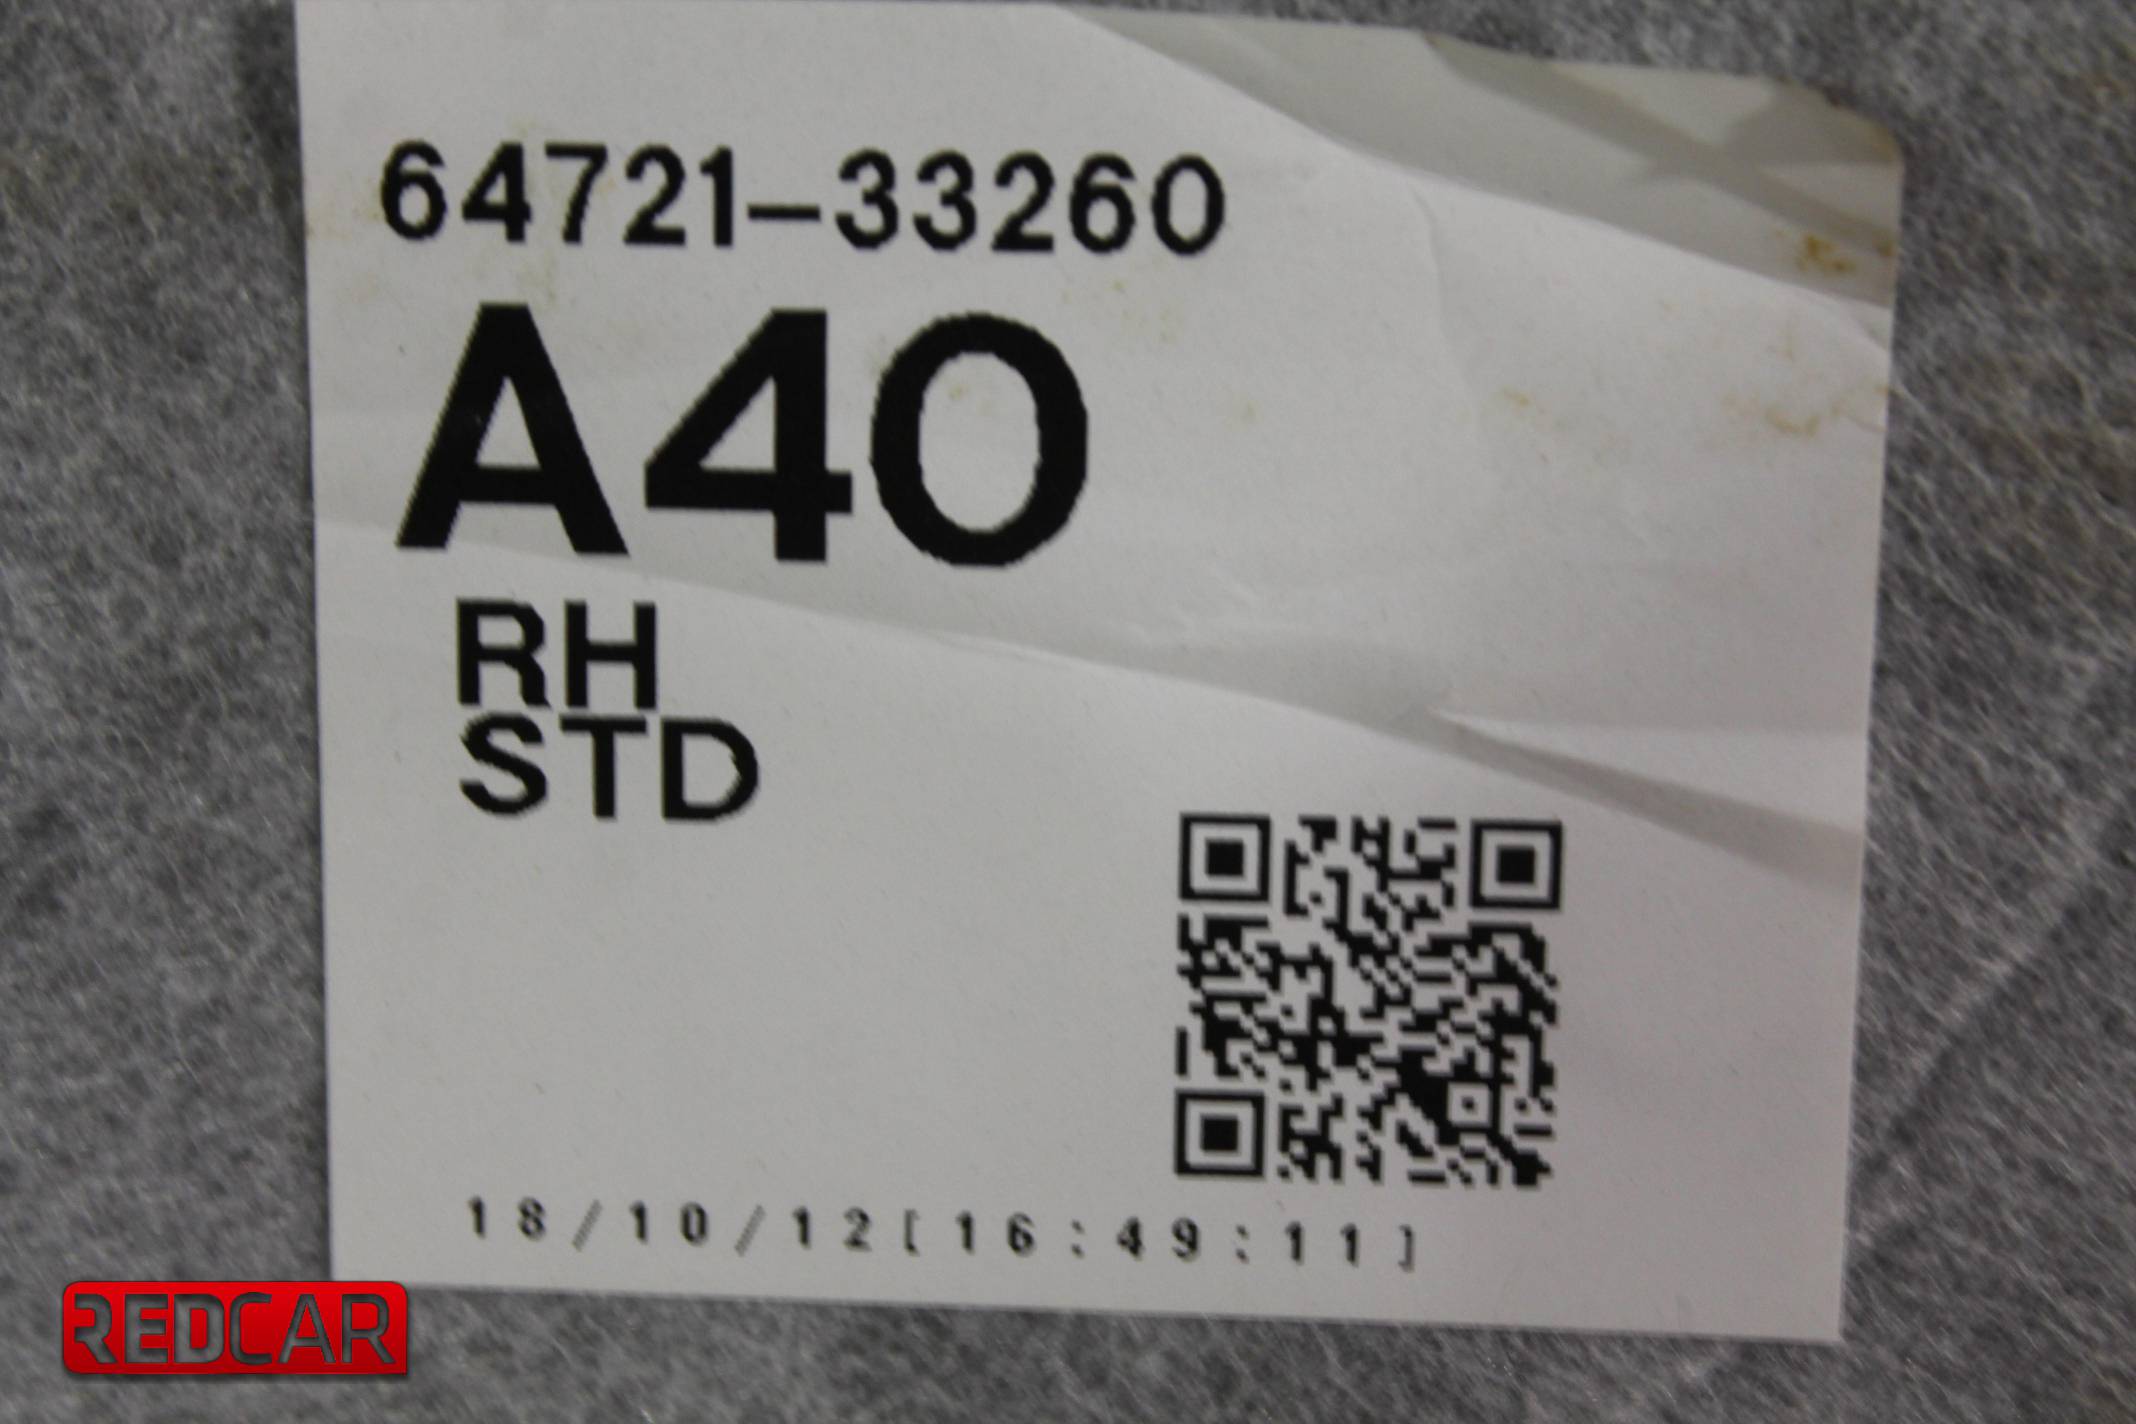 64721-33260
A40
RH
STD
18/10/12[16:49:11]
REDCAR